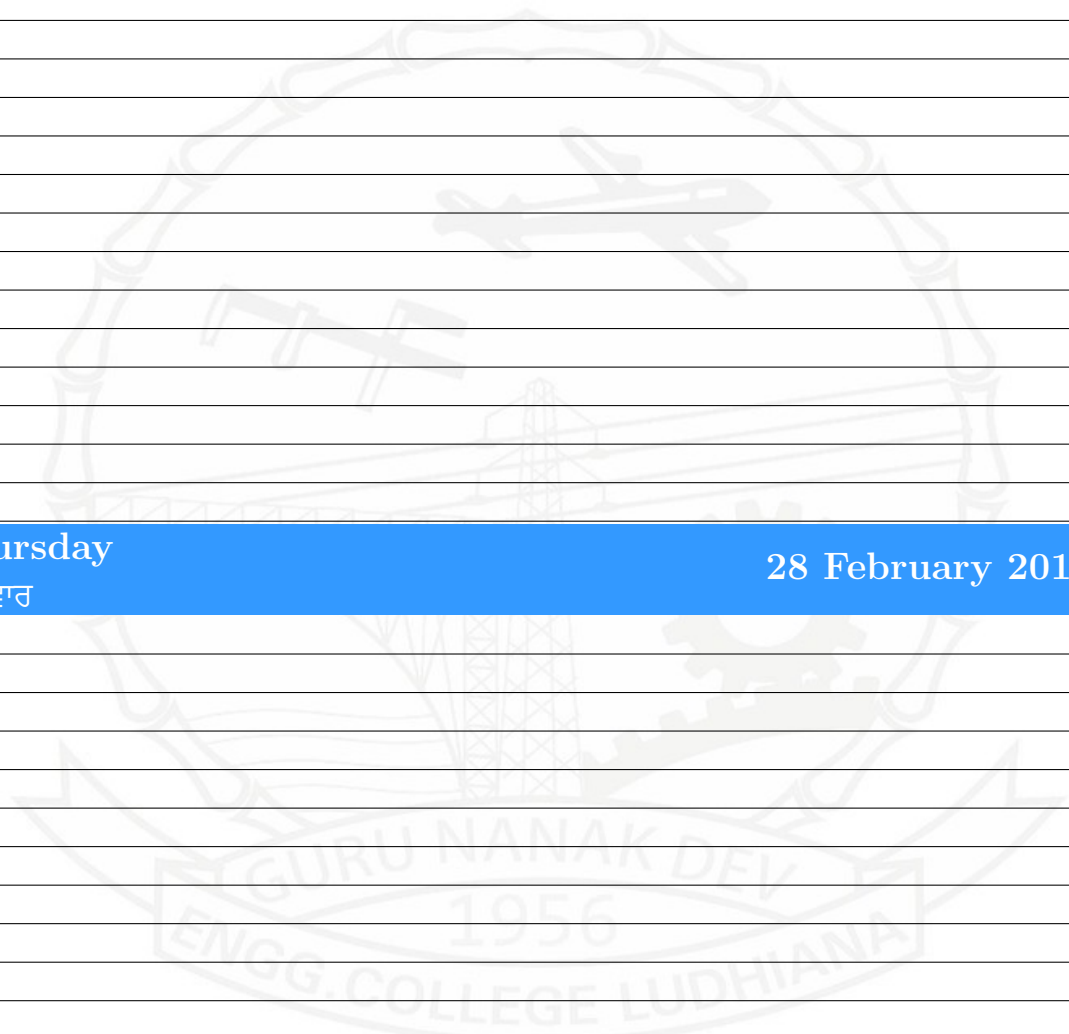 ursday
ਵਾਰ
28 February 201
GURU NANAK DEV
1956
ENGG.COLLEGE LUDHIANA